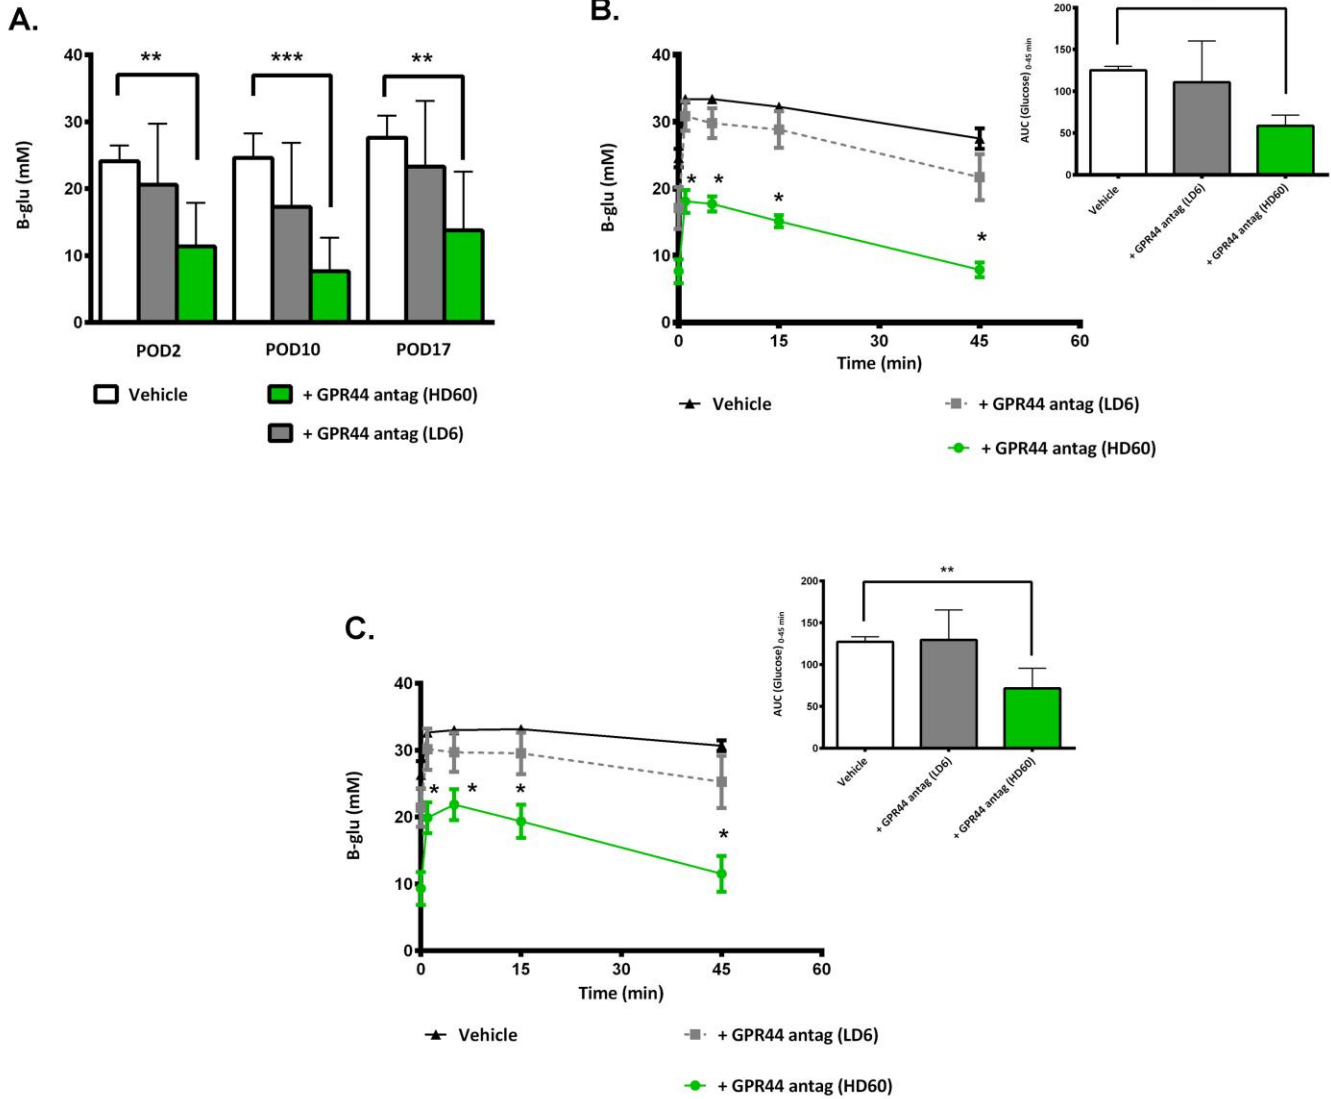 A.
B-glu (mM)
40
30
20
10
0
**
***
**
POD2
POD10
POD17
Vehicle
+ GPR44 antag (HD60)
+ GPR44 antag (LD6)
B.
B-glu (mM)
40
30
20
10
0
* *
*
*
0
15
30
45
60
Time (min)
Vehicle
+ GPR44 antag (LD6)
+ GPR44 antag (HD60)
AUC (Glucose) 0-45 min
200
150
100
50
0
Vehicle
+ GPR44 antag (LD6)
+ GPR44 antag (HD60)
C.
B-glu (mM)
40
30
20
10
0
* * *
*
0
15
30
45
60
Time (min)
Vehicle
+ GPR44 antag (LD6)
+ GPR44 antag (HD60)
AUC (Glucose) 0-45 min
200
150
100
50
0
**
Vehicle
+ GPR44 antag (LD6)
+ GPR44 antag (HD60)